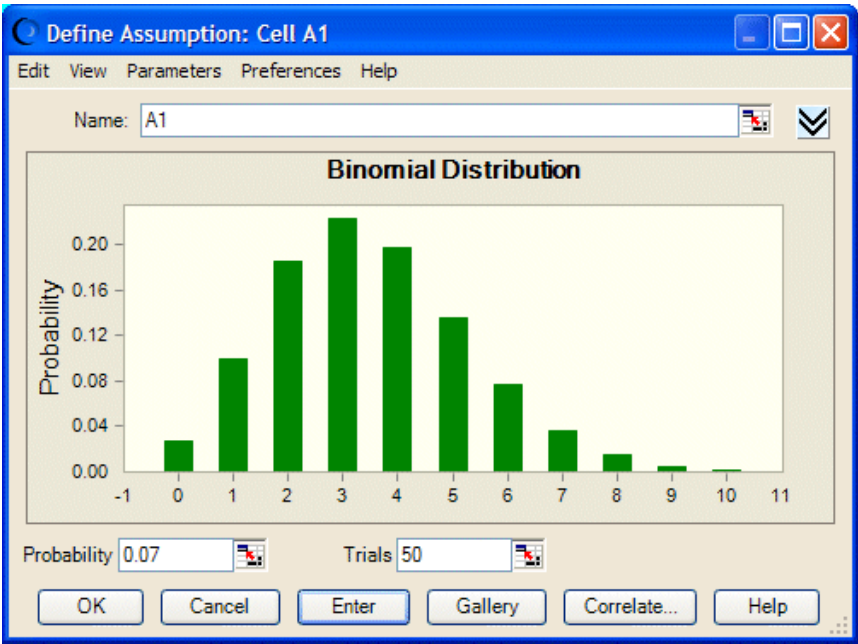 Define Assumption: Cell A1
Edit View Parameters Preferences Help
Name: A1
Binomial Distribution
Probability
0.20
0.16
0.12
0.08
0.04
0.00
-1 0 1 2 3 4 5 6 7 8 9 10 11
Probability 0.07 Trials 50
OK Cancel Enter Gallery Correlate... Help